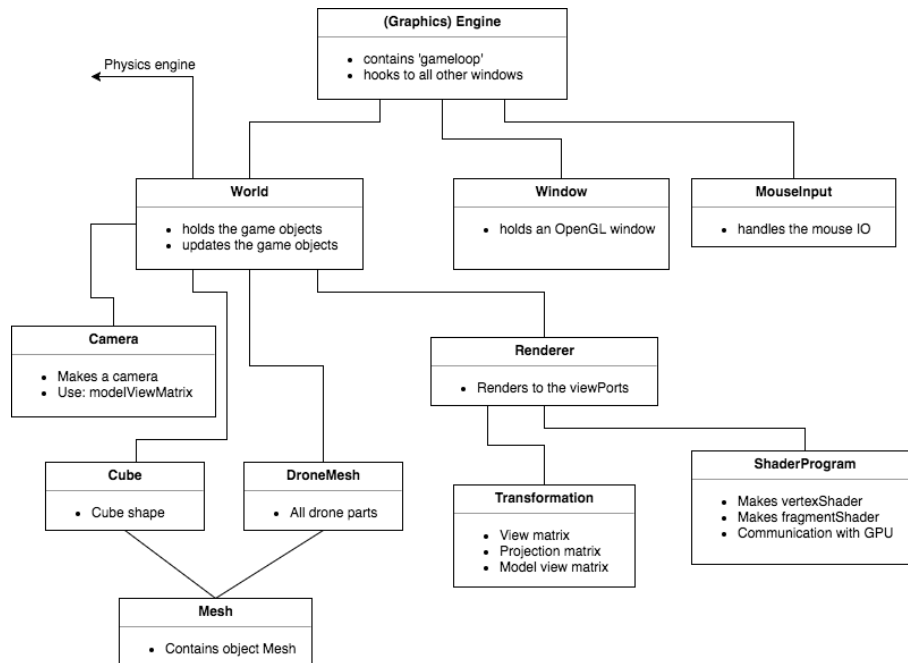 (Graphics) Engine
• contains 'gameloop'
• hooks to all other windows
Physics engine
World
• holds the game objects
• updates the game objects
Window
• holds an OpenGL window
MouseInput
• handles the mouse IO
Camera
• Makes a camera
• Use: modelViewMatrix
Renderer
• Renders to the viewPorts
Cube
• Cube shape
DroneMesh
• All drone parts
Transformation
• View matrix
• Projection matrix
• Model view matrix
ShaderProgram
• Makes vertexShader
• Makes fragmentShader
• Communication with GPU
Mesh
• Contains object Mesh